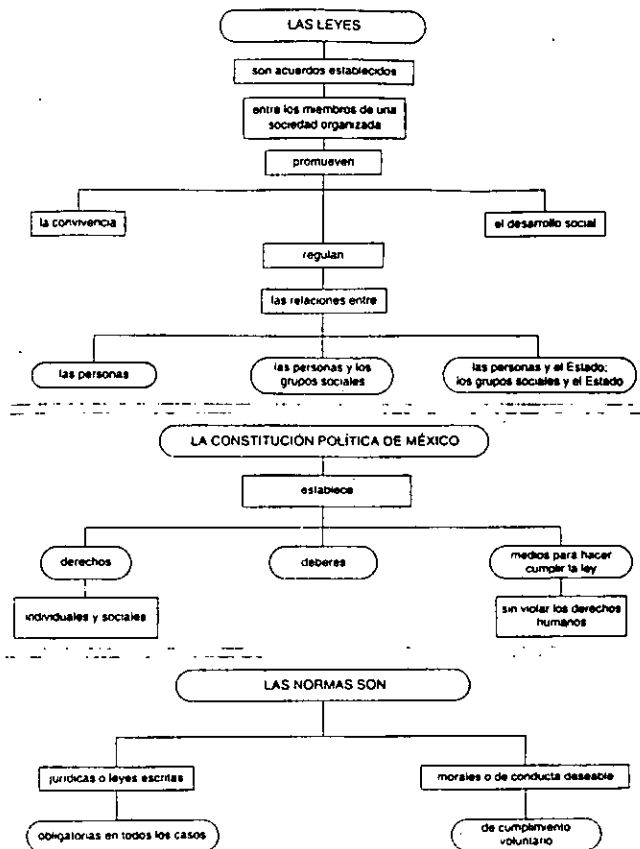 LAS LEYES
son acuerdos establecidos
entre los miembros de una
sociedad organizada
promueven
la convivencia
el desarrollo social
regulan
las relaciones entre
las personas
las personas y los
grupos sociales
las personas y el Estado;
los grupos sociales y el Estado
LA CONSTITUCIÓN POLÍTICA DE MÉXICO
establece
derechos
deberes
medios para hacer
cumplir la ley
individuales y sociales
sin violar los derechos
humanos
LAS NORMAS SON
jurídicas o leyes escritas
morales o de conducta deseable
obligatorias en todos los casos
de cumplimiento
voluntario